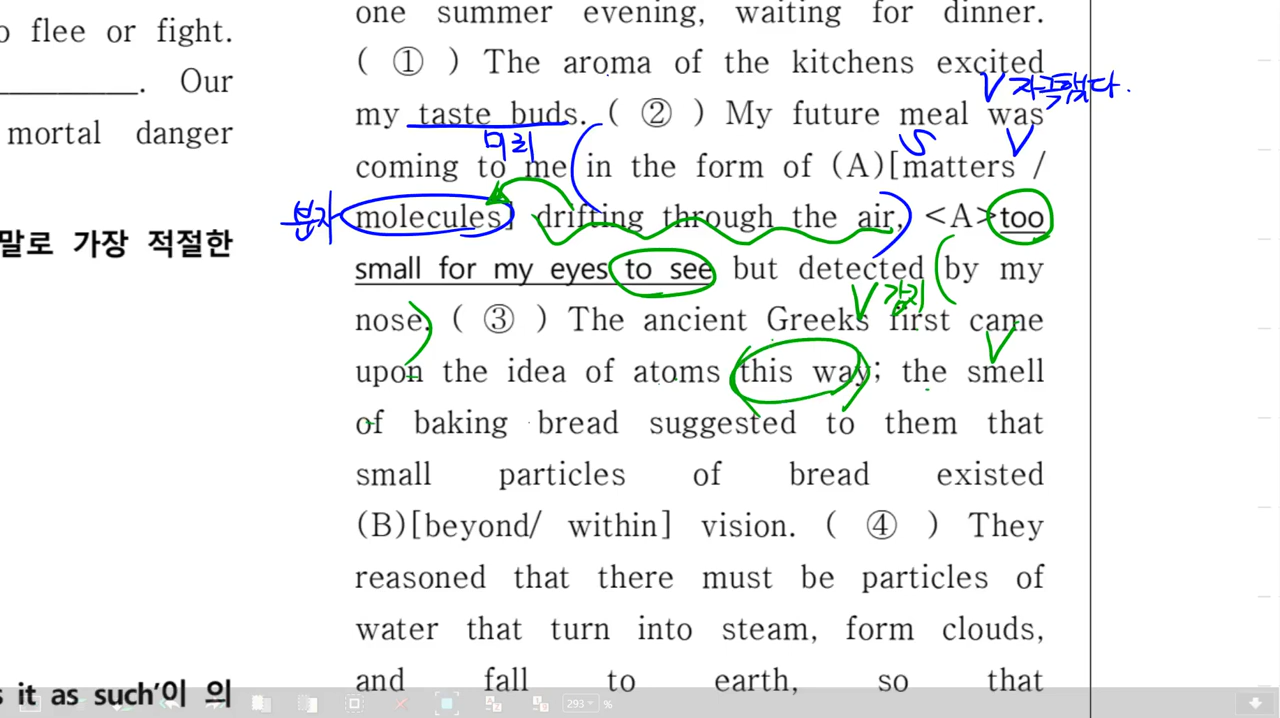 o flee or fight.
____________. Our
mortal danger
말로 가장 적절한
s it as such’이 의
one summer evening, waiting for dinner.
( ① ) The aroma of the kitchens excited
V 자극했다.
my taste buds. ( ② ) My future meal was
미뢰 S V
coming to me in the form of (A)[matters /
분자
molecules] drifting through the air, <A>too
small for my eyes to see but detected by my
V 감지
nose. ( ③ ) The ancient Greeks first came
V
upon the idea of atoms this way; the smell
of baking bread suggested to them that
small particles of bread existed
(B)[beyond/ within] vision. ( ④ ) They
reasoned that there must be particles of
water that turn into steam, form clouds,
and fall to earth, so that
293 %